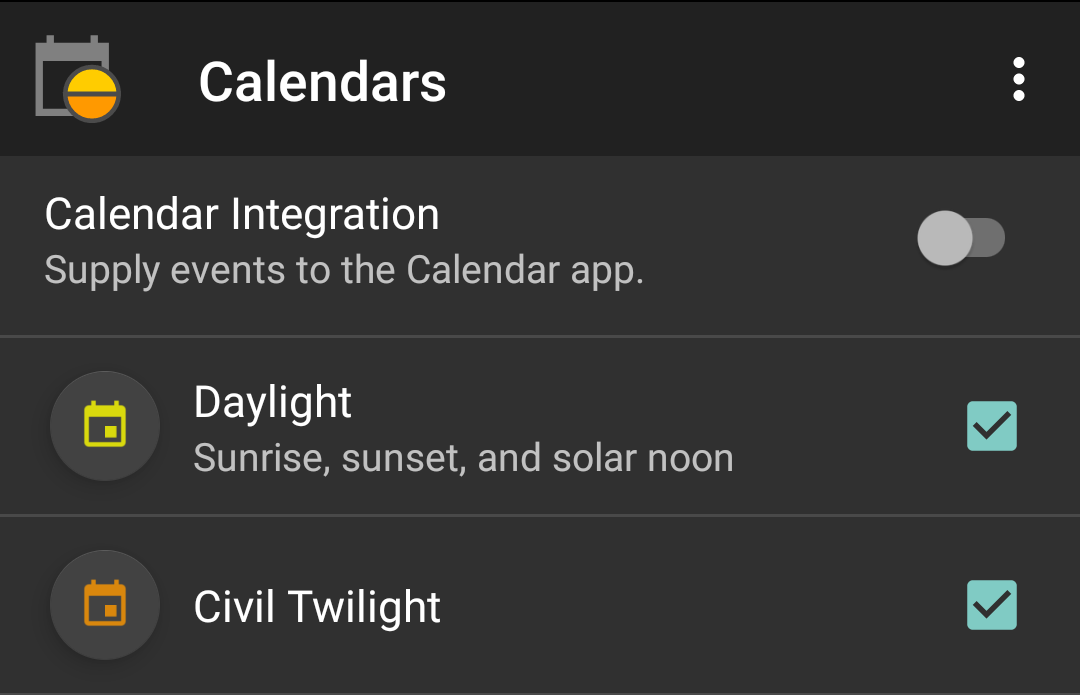 Calendars
Calendar Integration
Supply events to the Calendar app.
Daylight
Sunrise, sunset, and solar noon
Civil Twilight